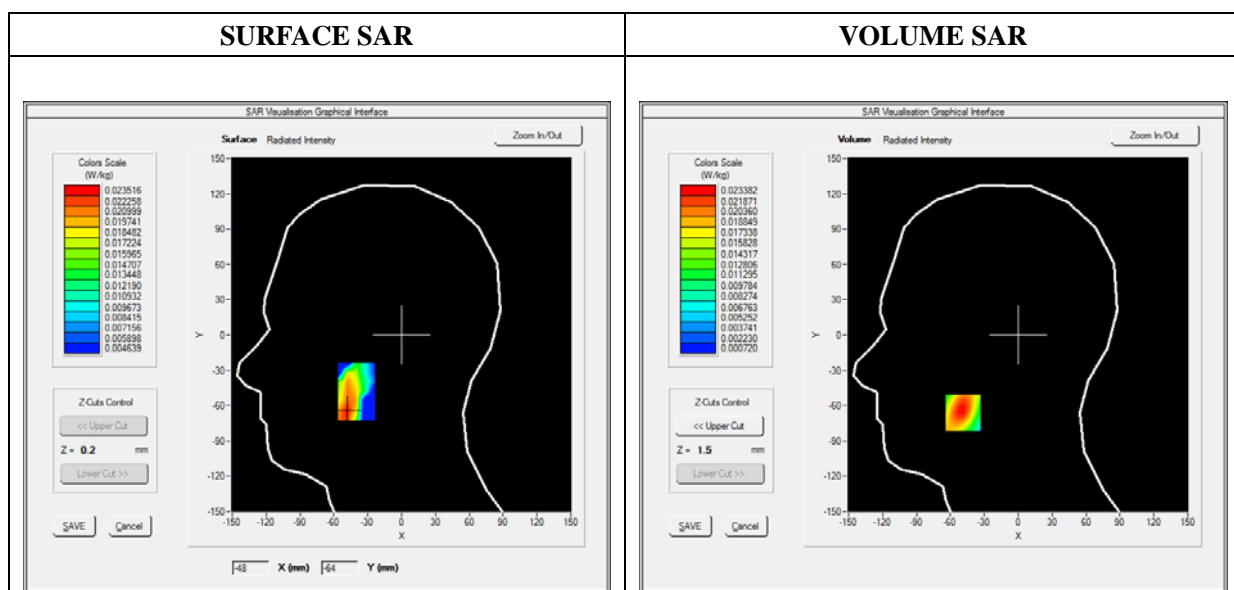 SURFACE SAR
VOLUME SAR
SAR Visualisation Graphical Interface
Surface Radiated Intensity
Zoom In/Out
Colors Scale
(W/kg)
0.023516
0.022258
0.020999
0.019741
0.018482
0.017224
0.015965
0.014707
0.013448
0.012190
0.010932
0.009673
0.008415
0.007156
0.005898
0.004639
150
120
90
60
30
0
-30
-60
-90
-120
-150
Y
-150 -120 -90 -60 -30 0 30 60 90 120 150
X
Z-Cuts Control
<< Upper Cut
Z = 0.2 mm
Lower Cut >>
SAVE Cancel
-48 X (mm) -64 Y (mm)
SAR Visualisation Graphical Interface
Volume Radiated Intensity
Zoom In/Out
Colors Scale
(W/kg)
0.023382
0.021871
0.020360
0.018849
0.017338
0.015828
0.014317
0.012806
0.011295
0.009784
0.008274
0.006763
0.005252
0.003741
0.002230
0.000720
150
120
90
60
30
0
-30
-60
-90
-120
-150
Y
-150 -120 -90 -60 -30 0 30 60 90 120 150
X
Z-Cuts Control
<< Upper Cut
Z = 1.5 mm
Lower Cut >>
SAVE Cancel